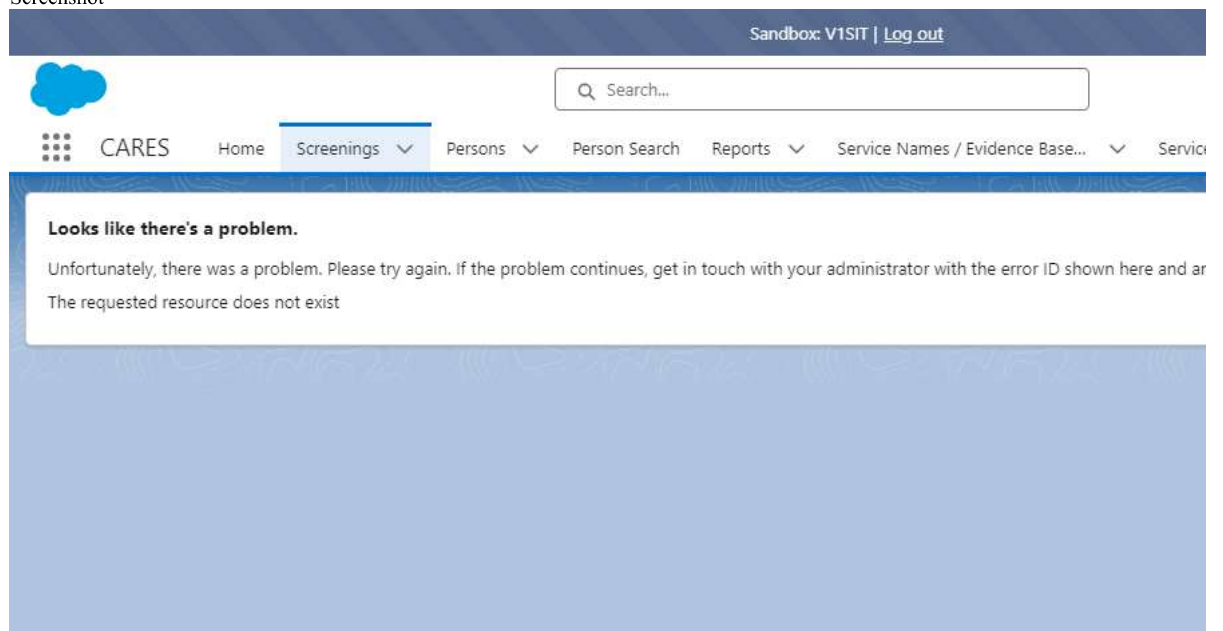 Screenshot
Sandbox: V1SIT | Log out
Search...
CARES Home Screenings Persons Person Search Reports Service Names / Evidence Base... Service
Looks like there's a problem.
Unfortunately, there was a problem. Please try again. If the problem continues, get in touch with your administrator with the error ID shown here and
The requested resource does not exist